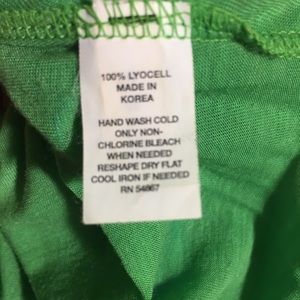 100% LYOCELL
MADE IN
KOREA
HAND WASH COLD
ONLY NON-
CHLORINE BLEACH
WHEN NEEDED
RESHAPE DRY FLAT
COOL IRON IF NEEDED
RN 54867